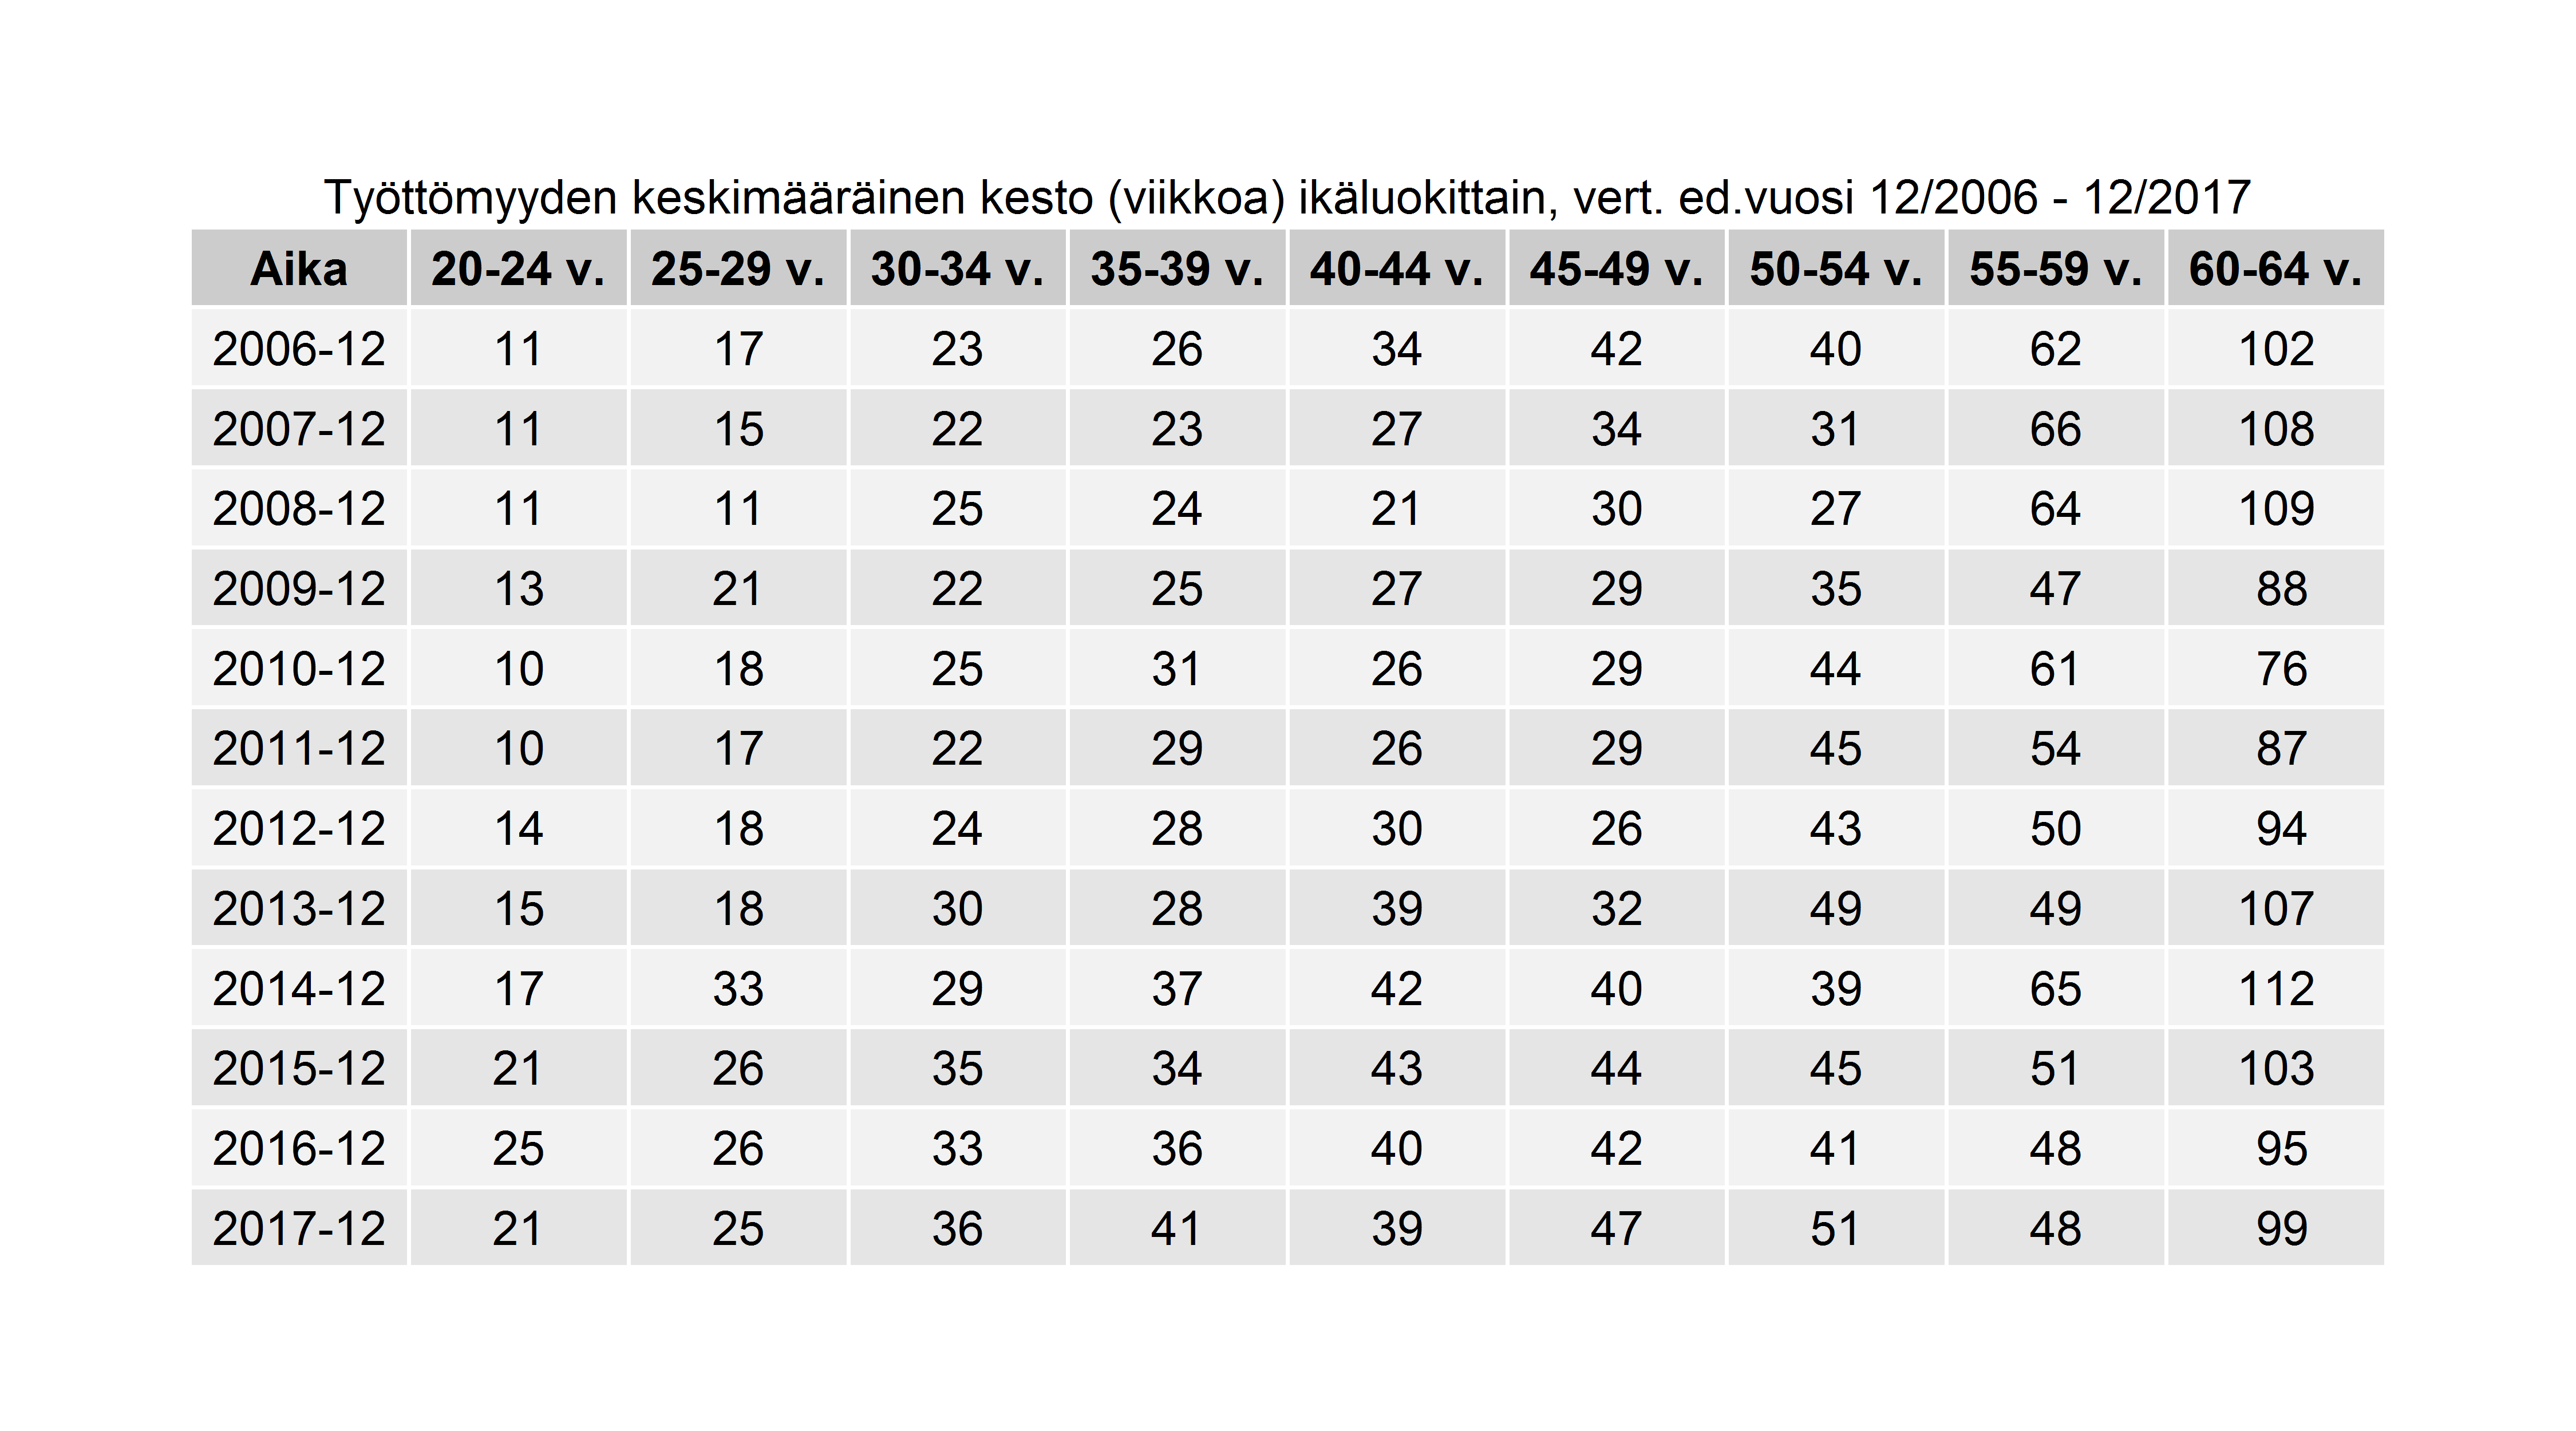 Työttömyyden keskimääräinen kesto (viikkoa) ikäluokittain, vert. ed.vuosi 12/2006 - 12/2017
Aika 20-24 v. 25-29 v. 30-34 v. 35-39 v. 40-44 v. 45-49 v. 50-54 v. 55-59 v. 60-64 v.
2006-12 11 17 23 26 34 42 40 62 102
2007-12 11 15 22 23 27 34 31 66 108
2008-12 11 11 25 24 21 30 27 64 109
2009-12 13 21 22 25 27 29 35 47 88
2010-12 10 18 25 31 26 29 44 61 76
2011-12 10 17 22 29 26 29 45 54 87
2012-12 14 18 24 28 30 26 43 50 94
2013-12 15 18 30 28 39 32 49 49 107
2014-12 17 33 29 37 42 40 39 65 112
2015-12 21 26 35 34 43 44 45 51 103
2016-12 25 26 33 36 40 42 41 48 95
2017-12 21 25 36 41 39 47 51 48 99